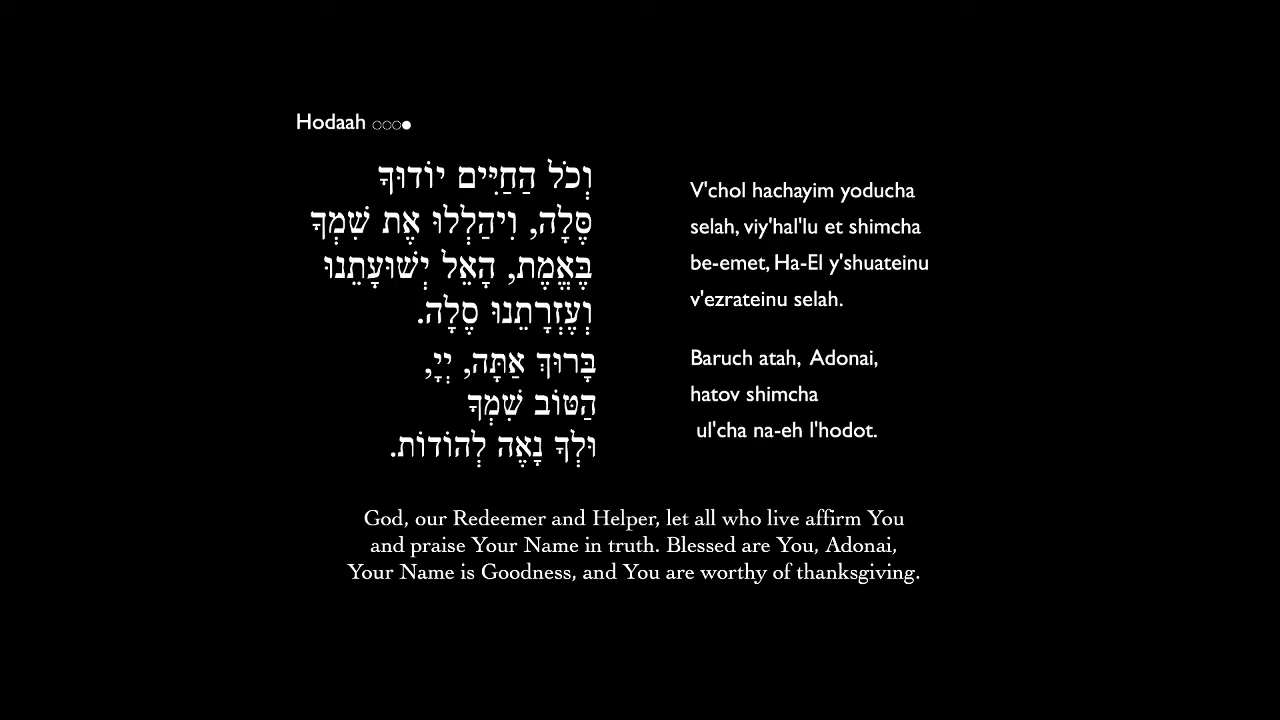 Hodaah ○○○●
וְכֹל הַחַיִּים יוֹדוּךָ
סֶּלָה, וִיהַלְלוּ אֶת שִׁמְךָ
בֶּאֱמֶת, הָאֵל יְשׁוּעָתֵנוּ
וְעֶזְרָתֵנוּ סֶלָה.
בָּרוּךְ אַתָּה, יְיָ,
הַטּוֹב שִׁמְךָ
וּלְךָ נָאֶה לְהוֹדוֹת.
V'chol hachayim yoducha
selah, viy'hal'lu et shimcha
be-emet, Ha-El y'shuateinu
v'ezrateinu selah.
Baruch atah, Adonai,
hatov shimcha
ul'cha na-eh l'hodot.
God, our Redeemer and Helper, let all who live affirm You
and praise Your Name in truth. Blessed are You, Adonai,
Your Name is Goodness, and You are worthy of thanksgiving.